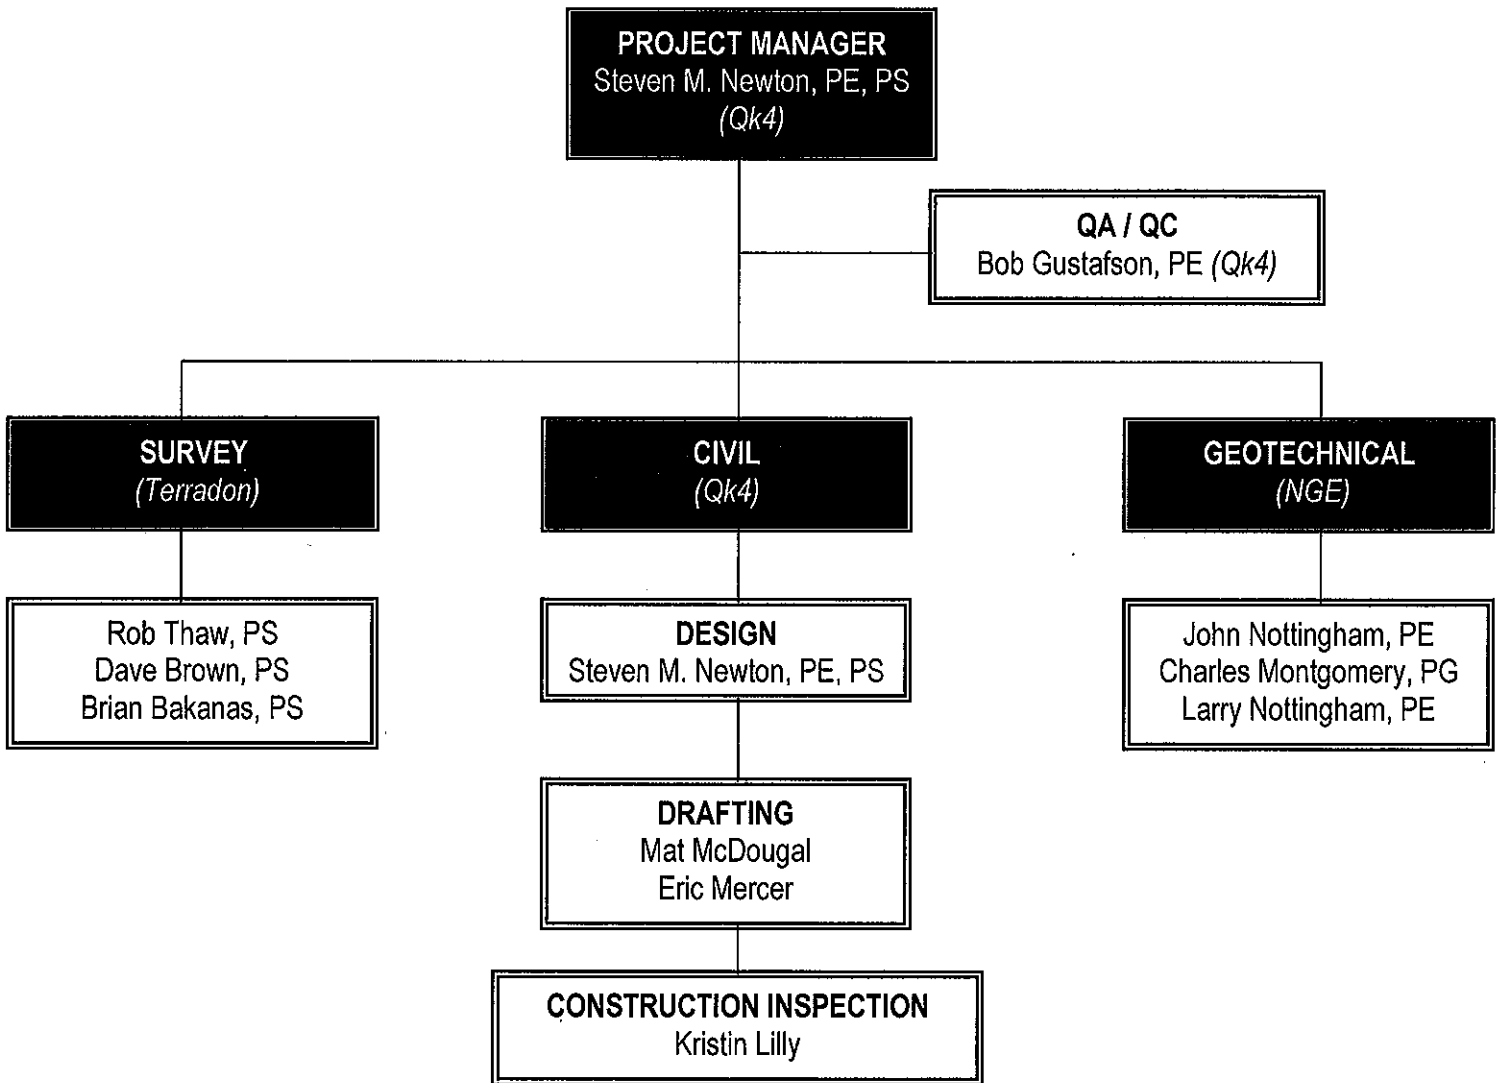 PROJECT MANAGER
Steven M. Newton, PE, PS
(Qk4)
QA / QC
Bob Gustafson, PE (Qk4)
SURVEY
(Terradon)
CIVIL
(Qk4)
GEOTECHNICAL
(NGE)
Rob Thaw, PS
Dave Brown, PS
Brian Bakanas, PS
DESIGN
Steven M. Newton, PE, PS
John Nottingham, PE
Charles Montgomery, PG
Larry Nottingham, PE
DRAFTING
Mat McDougal
Eric Mercer
CONSTRUCTION INSPECTION
Kristin Lilly